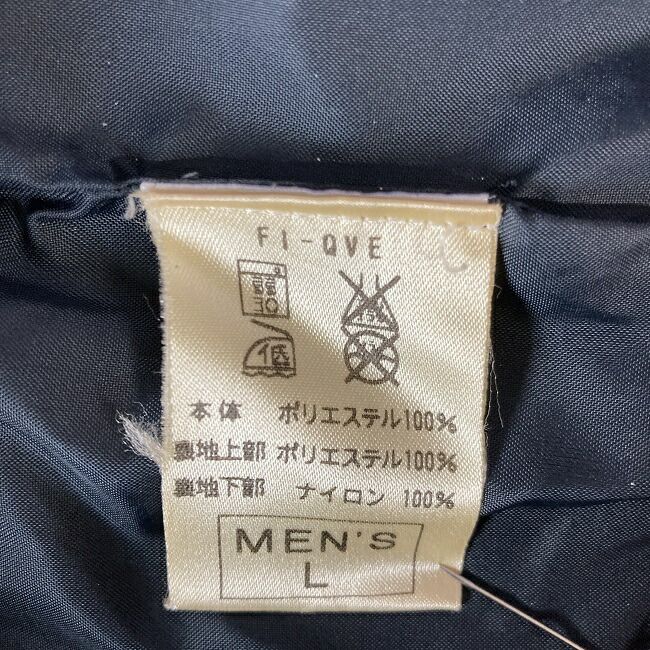 FI-QVE
低
本体 ポリエステル100%
裏地上部 ポリエステル100%
裏地下部 ナイロン 100%
MEN'S
L